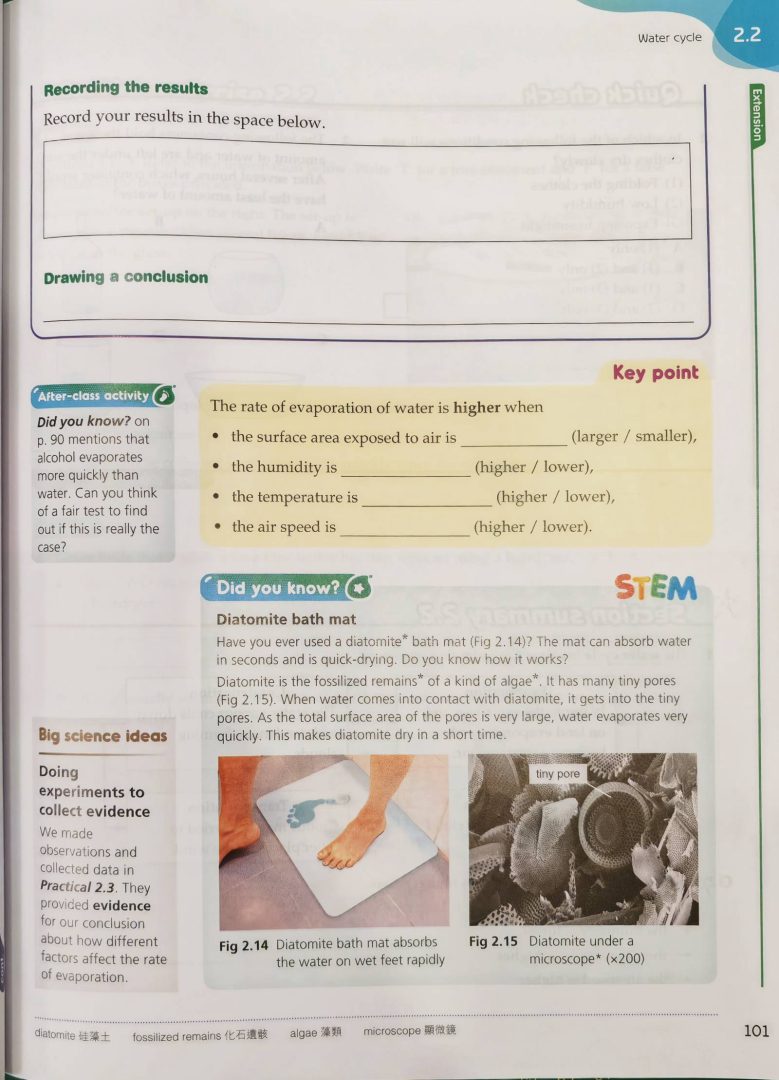 Water cycle 2.2
Extension
Recording the results
Record your results in the space below.
Drawing a conclusion
After-class activity
Did you know? on
p. 90 mentions that
alcohol evaporates
more quickly than
water. Can you think
of a fair test to find
out if this is really the
case?
Key point
The rate of evaporation of water is higher when
• the surface area exposed to air is ____________ (larger / smaller),
• the humidity is ____________ (higher / lower),
• the temperature is ____________ (higher / lower),
• the air speed is ____________ (higher / lower).
Did you know?
STEM
Diatomite bath mat
Have you ever used a diatomite* bath mat (Fig 2.14)? The mat can absorb water
in seconds and is quick-drying. Do you know how it works?
Diatomite is the fossilized remains* of a kind of algae*. It has many tiny pores
(Fig 2.15). When water comes into contact with diatomite, it gets into the tiny
pores. As the total surface area of the pores is very large, water evaporates very
quickly. This makes diatomite dry in a short time.
tiny pore
Fig 2.14 Diatomite bath mat absorbs
the water on wet feet rapidly
Fig 2.15 Diatomite under a
microscope* (×200)
Big science ideas
Doing
experiments to
collect evidence
We made
observations and
collected data in
Practical 2.3. They
provided evidence
for our conclusion
about how different
factors affect the rate
of evaporation.
diatomite 硅藻土 fossilized remains 化石遺骸 algae 藻類 microscope 顯微鏡
101